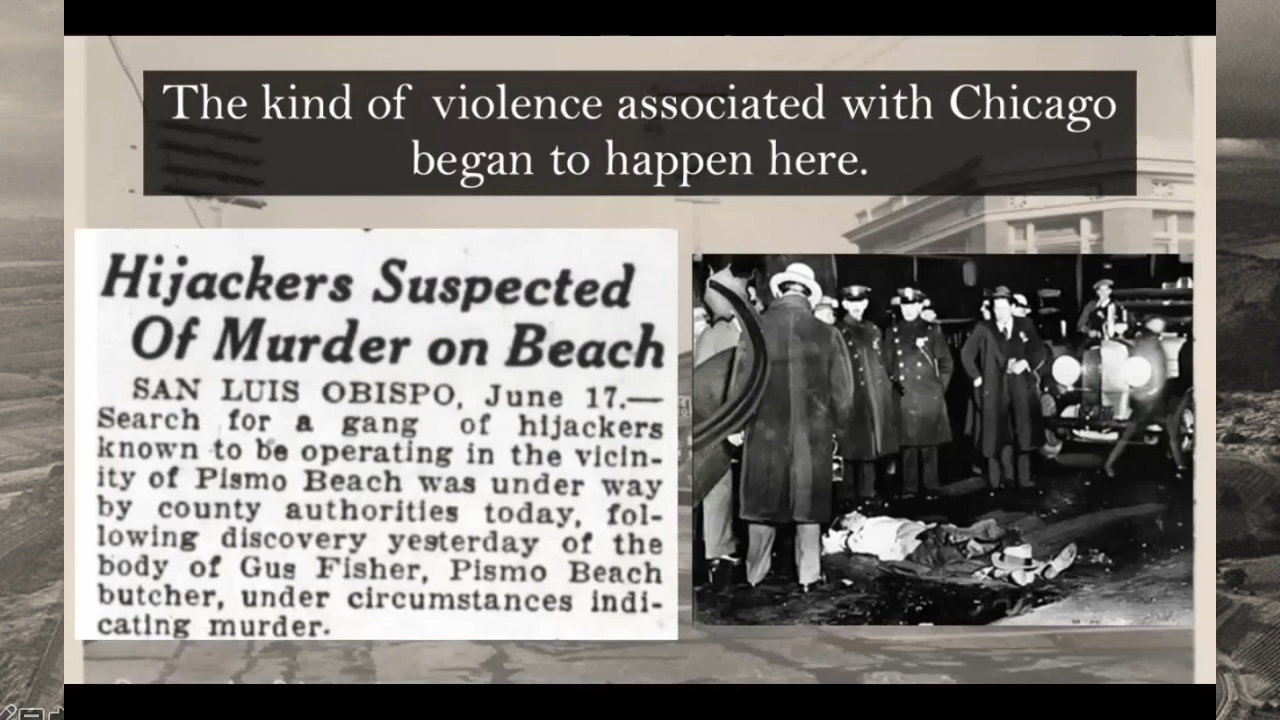 The kind of violence associated with Chicago
began to happen here.
Hijackers Suspected
Of Murder on Beach
SAN LUIS OBISPO, June 17.—
Search for a gang of hijackers
known to be operating in the vicin-
ity of Pismo Beach was under way
by county authorities today, fol-
lowing discovery yesterday of the
body of Gus Fisher, Pismo Beach
butcher, under circumstances indi-
cating murder.